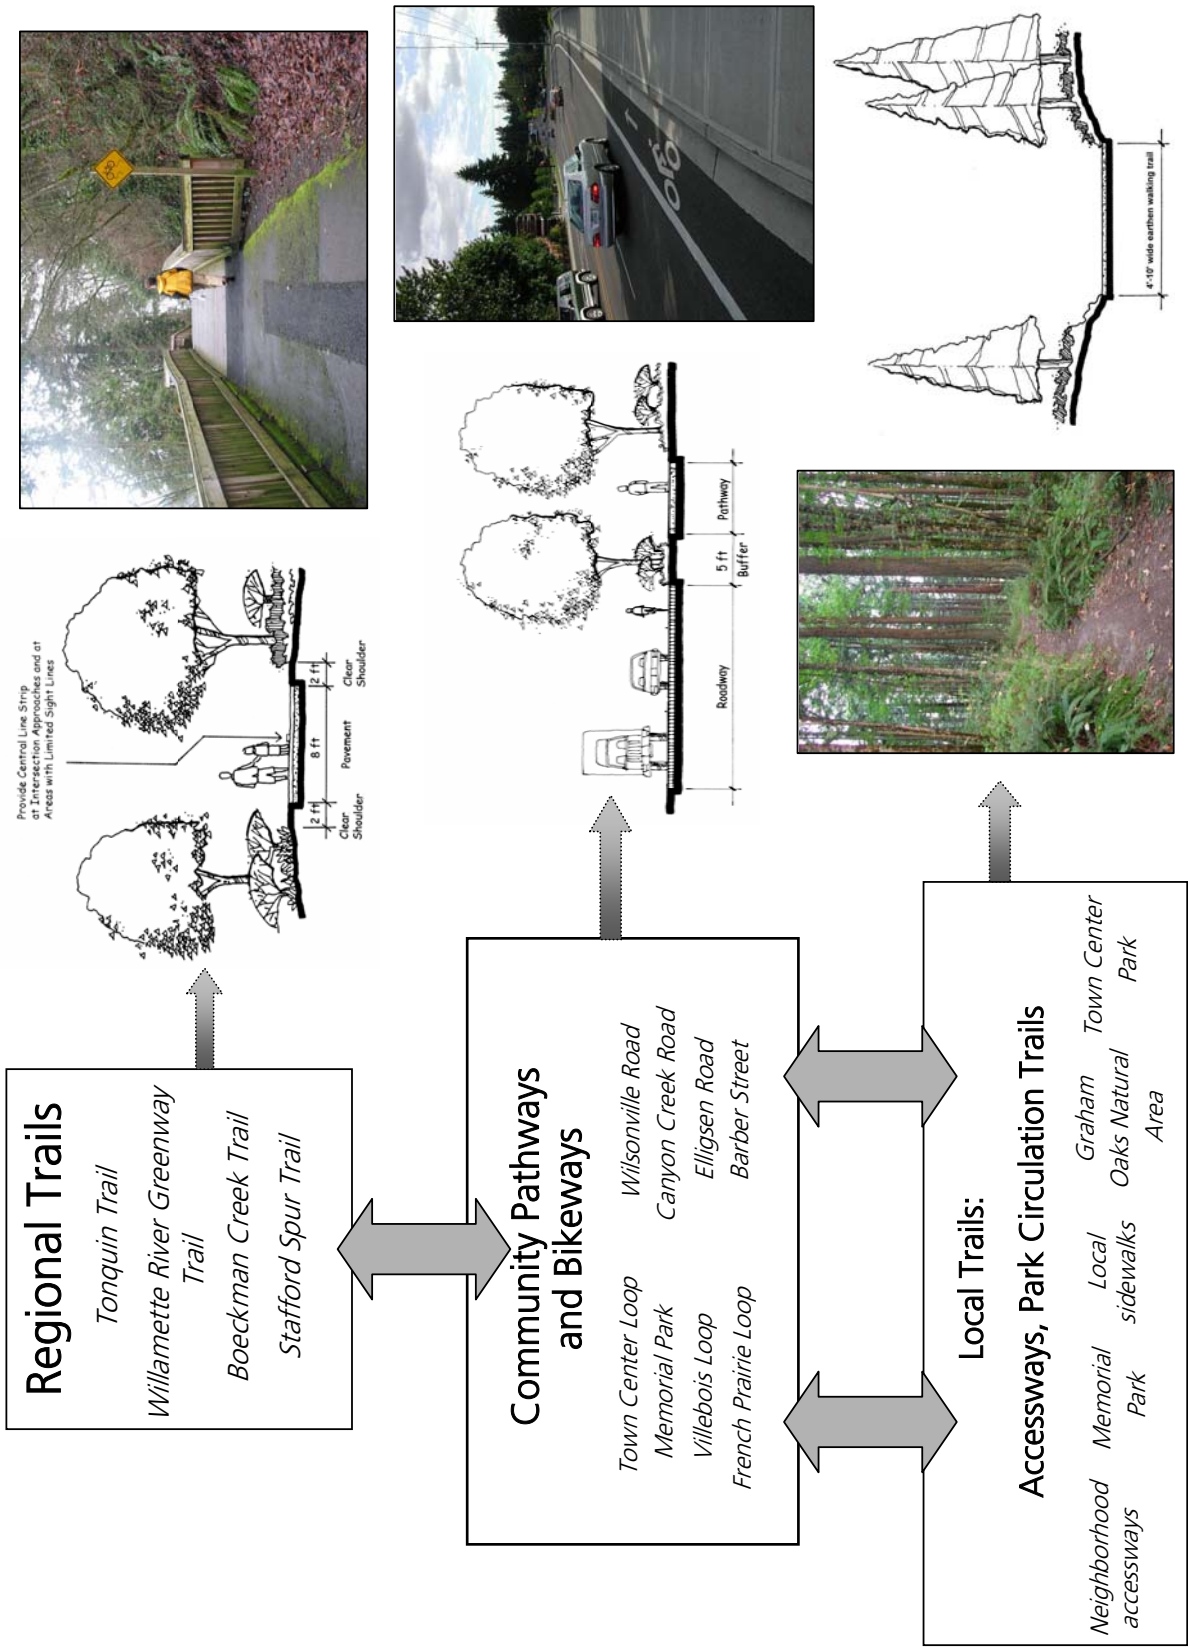 Regional Trails
Tonquin Trail
Willamette River Greenway
Trail
Boeckman Creek Trail
Stafford Spur Trail
Provide Central Line Strip
at Intersection Approaches and at
Areas with Limited Sight Lines
2 ft
8 ft
2 ft
Clear
Shoulder
Pavement
Clear
Shoulder
Community Pathways
and Bikeways
Town Center Loop
Memorial Park
Villebois Loop
French Prairie Loop
Wilsonville Road
Canyon Creek Road
Elligsen Road
Barber Street
Roadway
5 ft
Buffer
Pathway
Local Trails:
Accessways, Park Circulation Trails
Neighborhood
accessways
Memorial
Park
Local
sidewalks
Graham
Oaks Natural
Area
Town Center
Park
4'-10' wide earthen walking trail